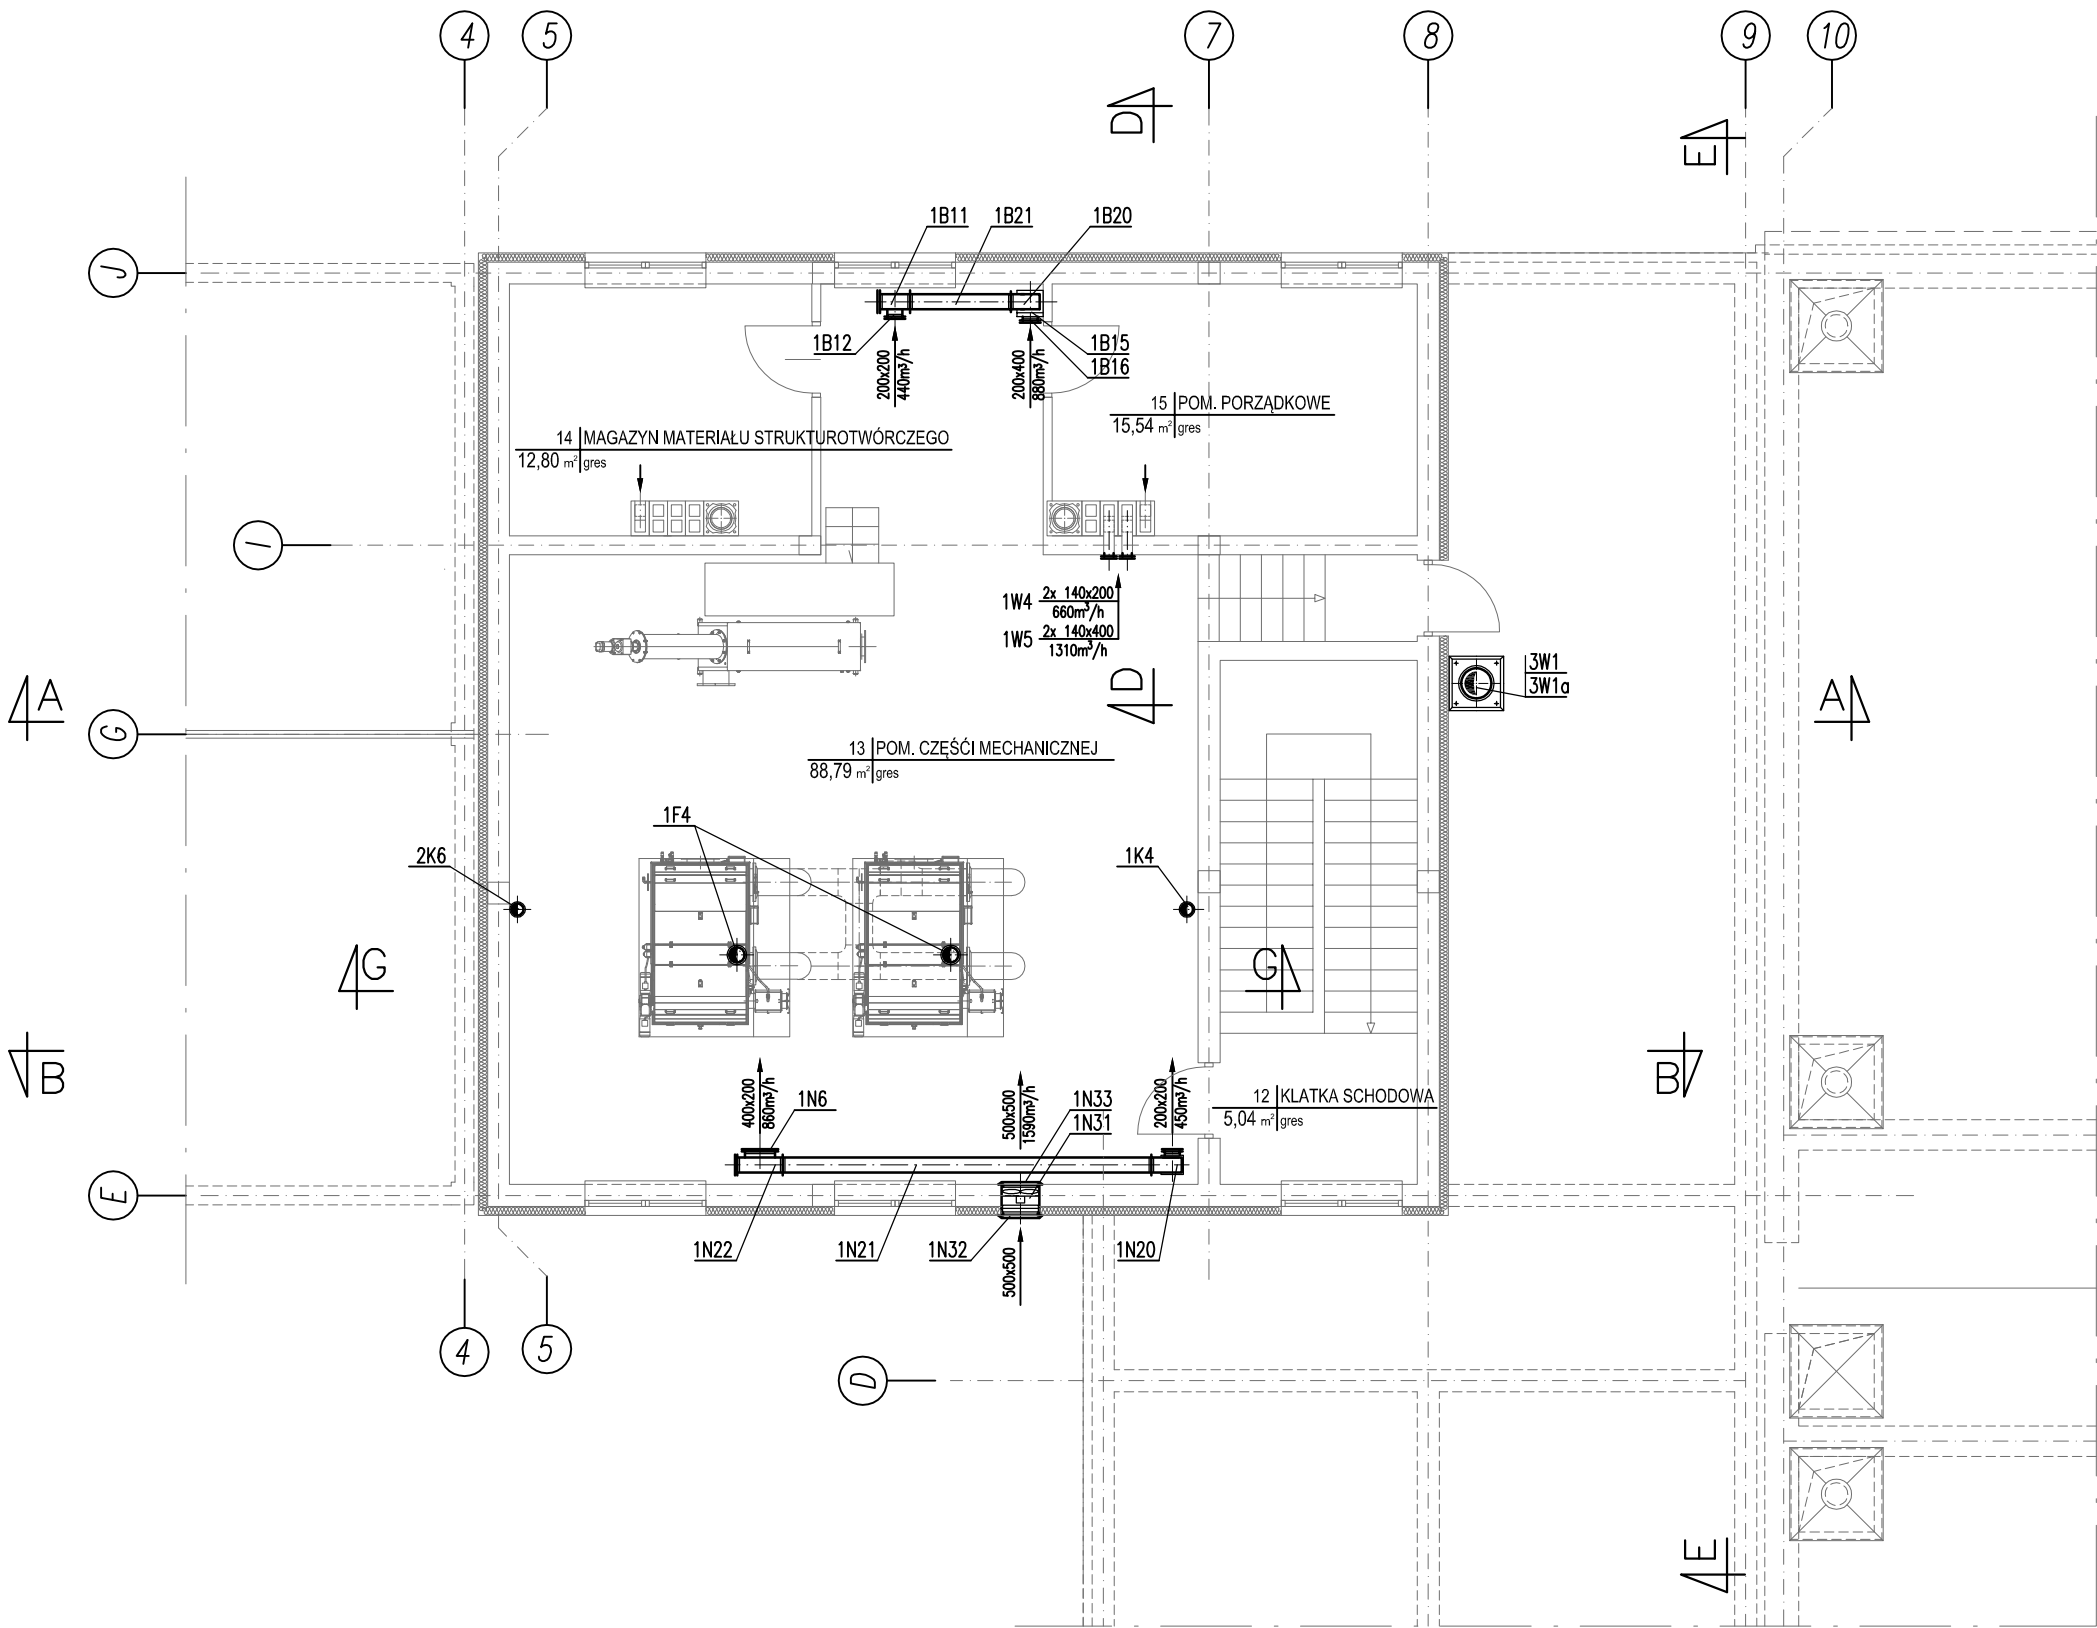 4
5
7
8
9
10
D
E
1B11
1B21
1B20
J
1B12
200x200
440m³/h
200x400
880m³/h
1B15
1B16
15 POM. PORZĄDKOWE
15,54 m² gres
14 MAGAZYN MATERIAŁU STRUKTUROTWÓRCZEGO
12,80 m² gres
I
1W4 2x 140x200
660m³/h
1W5 2x 140x400
1310m³/h
3W1
3W1a
A
D
A
G
13 POM. CZĘŚĆI MECHANICZNEJ
88,79 m² gres
1F4
2K6
1K4
G
G
B
B
400x200
860m³/h
1N6
500x500
1590m³/h
1N33
1N31
200x200
450m³/h
12 KLATKA SCHODOWA
5,04 m² gres
E
1N22
1N21
1N32
500x500
1N20
4
5
D
E